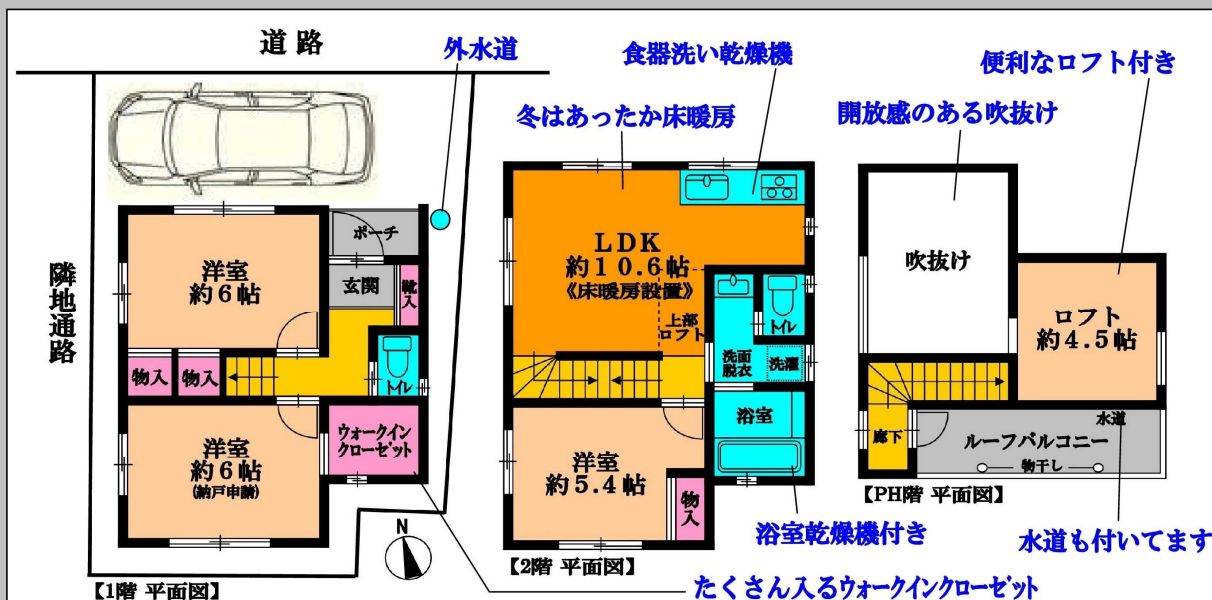 道路
外水道
食器洗い乾燥機
便利なロフト付き
冬はあったか床暖房
開放感のある吹抜け
隣地通路
ポーチ
洋室
約6帖
玄関
靴入
物入
物入
トイレ
洋室
約6帖
(納戸申請)
ウォークイン
クローゼット
N
【1階 平面図】
LDK
約10.6帖
《床暖房設置》
上部
ロフト
トイレ
洗面
脱衣
洗濯
浴室
洋室
約5.4帖
物入
【2階 平面図】
浴室乾燥機付き
たくさん入るウォークインクローゼット
吹抜け
ロフト
約4.5帖
廊下
水道
ルーフバルコニー
物干し
【PH階 平面図】
水道も付いてます